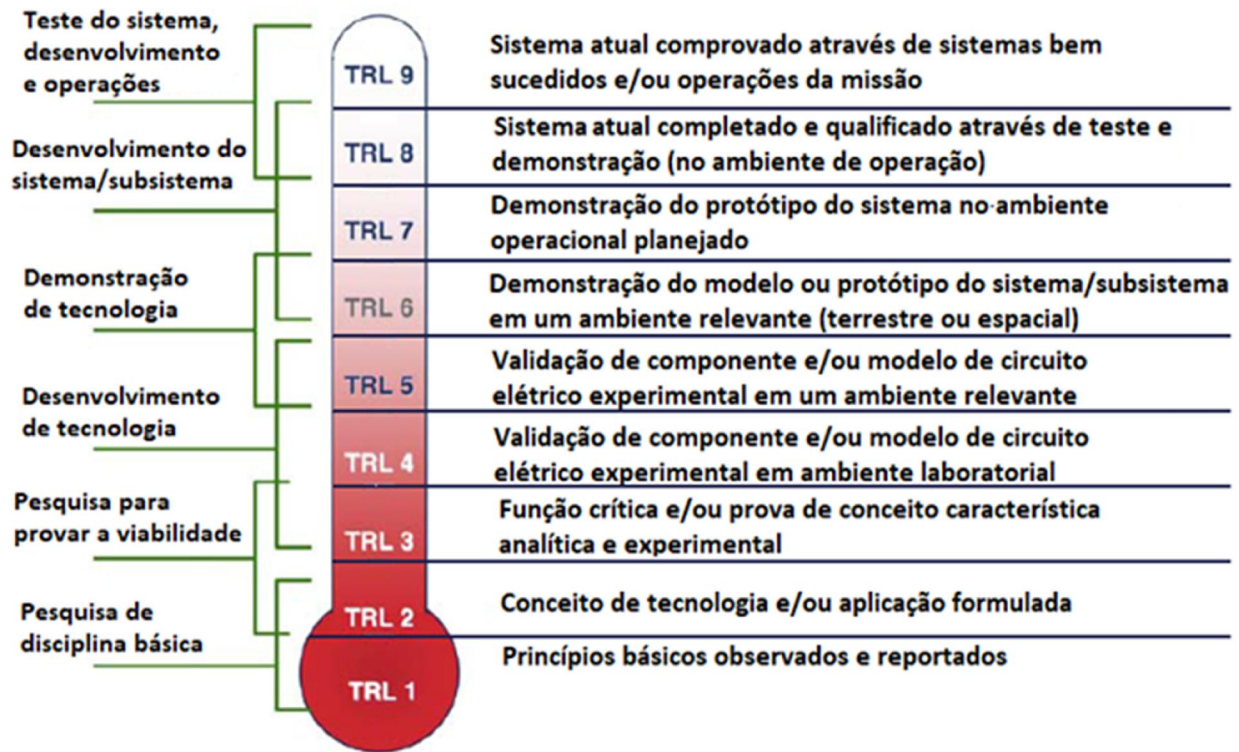 Teste do sistema,
desenvolvimento
e operações
Desenvolvimento do
sistema/subsistema
Demonstração
de tecnologia
Desenvolvimento
de tecnologia
Pesquisa para
provar a viabilidade
Pesquisa de
disciplina básica
TRL 9
Sistema atual comprovado através de sistemas bem
sucedidos e/ou operações da missão
TRL 8
Sistema atual completado e qualificado através de teste e
demonstração (no ambiente de operação)
TRL 7
Demonstração do protótipo do sistema no ambiente
operacional planejado
TRL 6
Demonstração do modelo ou protótipo do sistema/subsistema
em um ambiente relevante (terrestre ou espacial)
TRL 5
Validação de componente e/ou modelo de circuito
elétrico experimental em um ambiente relevante
TRL 4
Validação de componente e/ou modelo de circuito
elétrico experimental em ambiente laboratorial
TRL 3
Função crítica e/ou prova de conceito característica
analítica e experimental
TRL 2
Conceito de tecnologia e/ou aplicação formulada
TRL 1
Princípios básicos observados e reportados